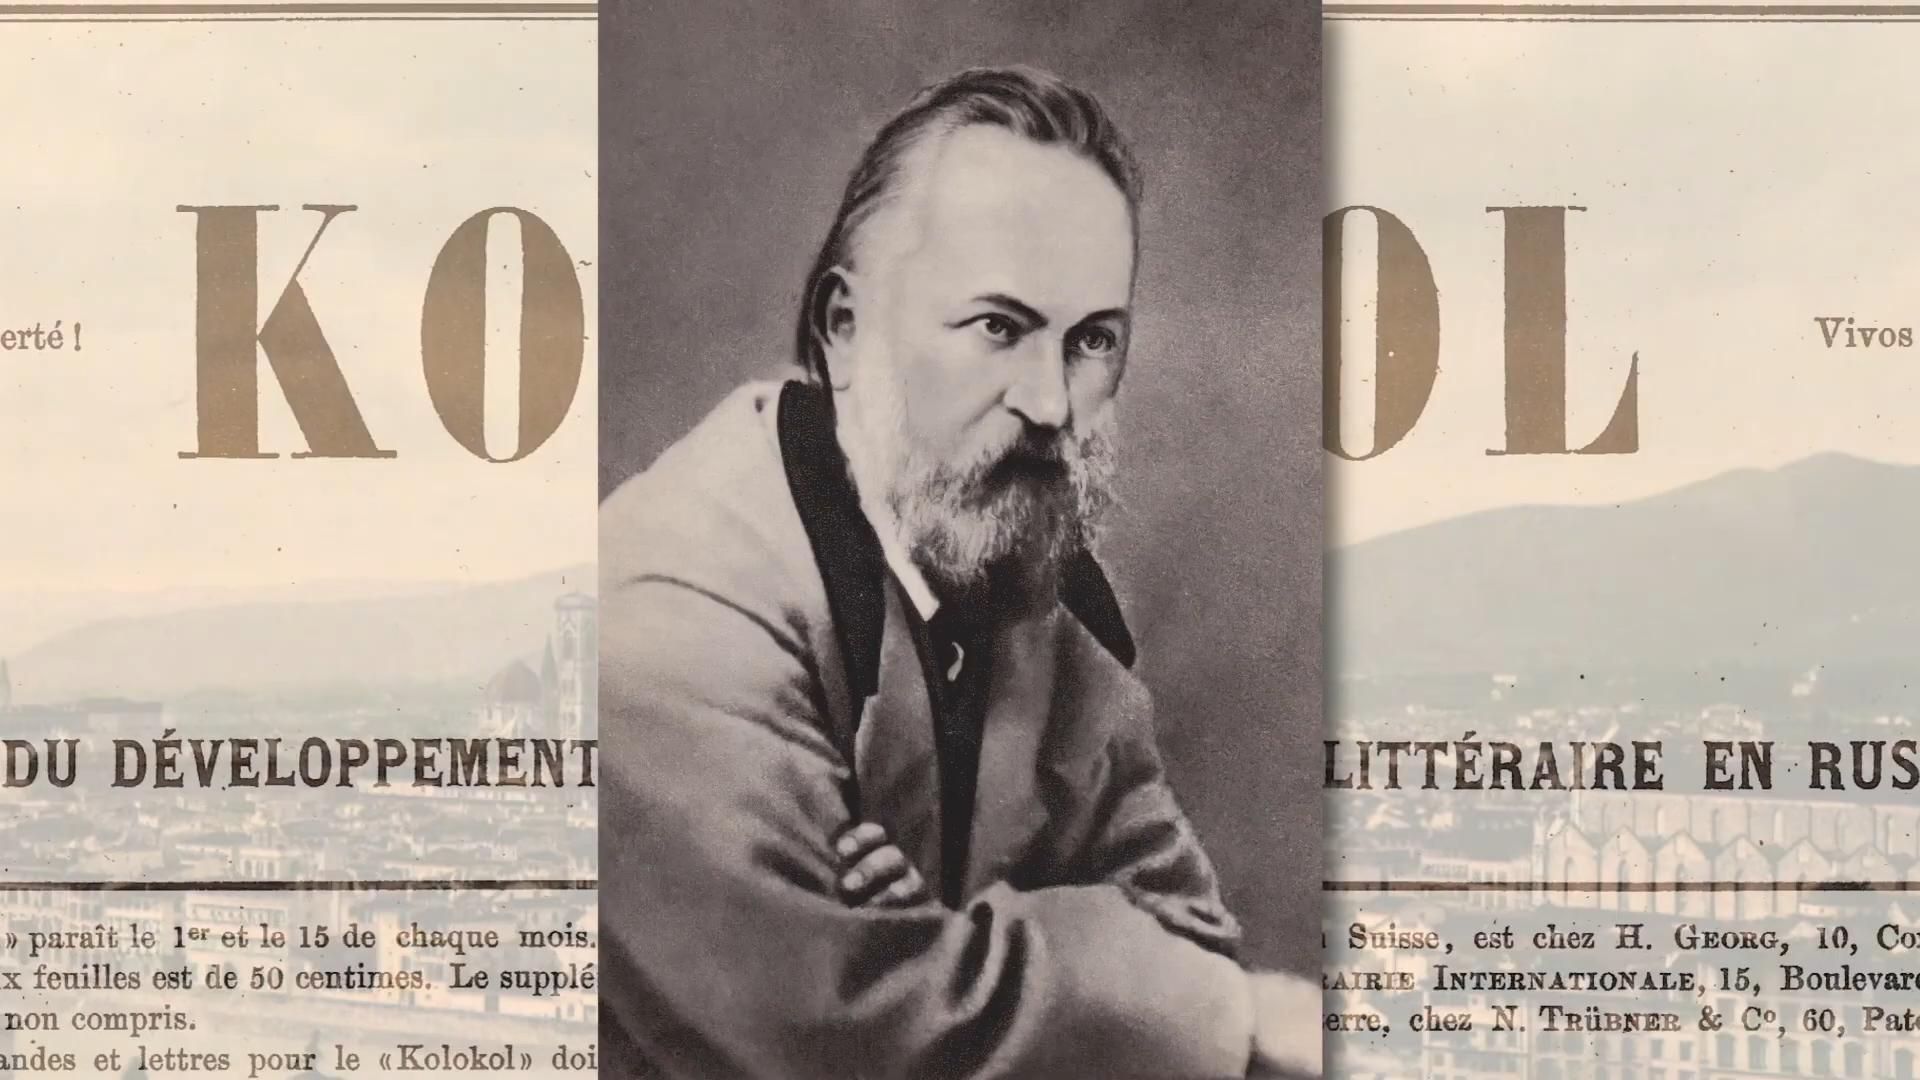 erté ! KO OL Vivos
DU DÉVELOPPEMENT LITTÉRAIRE EN RUS
» paraît le 1er et le 15 de chaque mois. Suisse, est chez H. GEORG, 10, Co
x feuilles est de 50 centimes. Le supplé RAIRIE INTERNATIONALE, 15, Boulevar
non compris. erre, chez N. TRÜBNER & Co, 60, Pat
andes et lettres pour le «Kolokol» doi